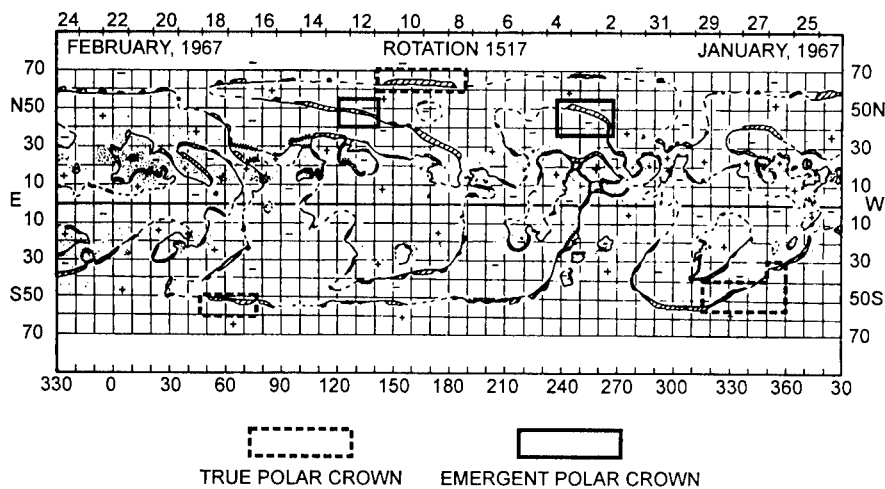 24 22 20 18 16 14 12 10 8 6 4 2 31 29 27 25
FEBRUARY, 1967 ROTATION 1517 JANUARY, 1967
70 70
N50 50N
30 30
10 10
E W
10 10
30 30
S50 50S
70 70
330 0 30 60 90 120 150 180 210 240 270 300 330 360 30
TRUE POLAR CROWN EMERGENT POLAR CROWN